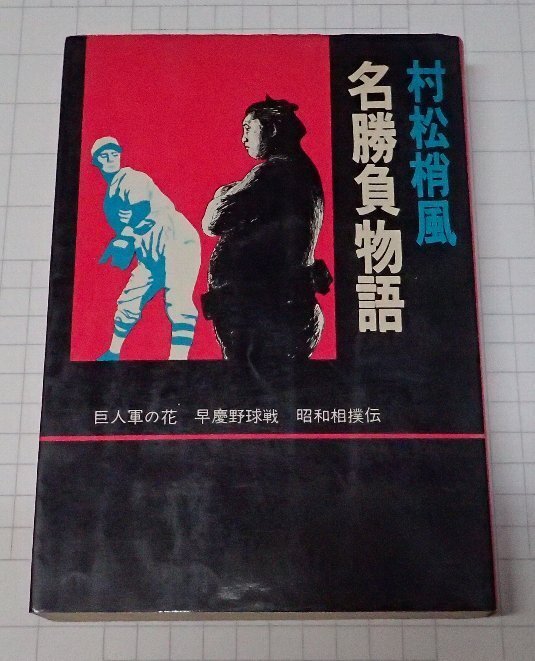 村松梢風
名勝負物語
巨人軍の花 早慶野球戦 昭和相撲伝